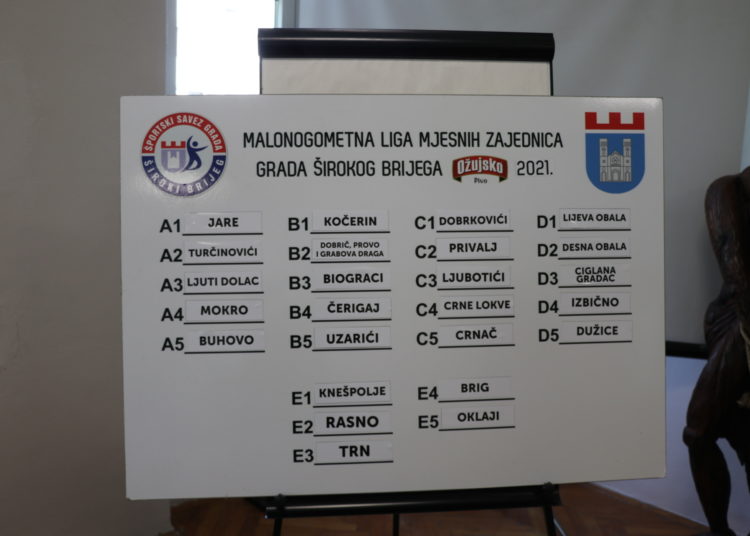 ŠPORTSKI SAVEZ GRADA
ŠIROKI BRIJEG
MALONOGOMETNA LIGA MJESNIH ZAJEDNICA
GRADA ŠIROKOG BRIJEGA Ožujsko Pivo 2021.
A1 JARE
A2 TURČINOVIĆI
A3 LJUTI DOLAC
A4 MOKRO
A5 BUHOVO
B1 KOČERIN
B2 DOBRIČ, PROVO
I GRABOVA DRAGA
B3 BIOGRACI
B4 ČERIGAJ
B5 UZARIĆI
C1 DOBRKOVIĆI
C2 PRIVALJ
C3 LJUBOTIĆI
C4 CRNE LOKVE
C5 CRNAČ
D1 LIJEVA OBALA
D2 DESNA OBALA
D3 CIGLANA
GRADAC
D4 IZBIČNO
D5 DUŽICE
E1 KNEŠPOLJE
E2 RASNO
E3 TRN
E4 BRIG
E5 OKLAJI